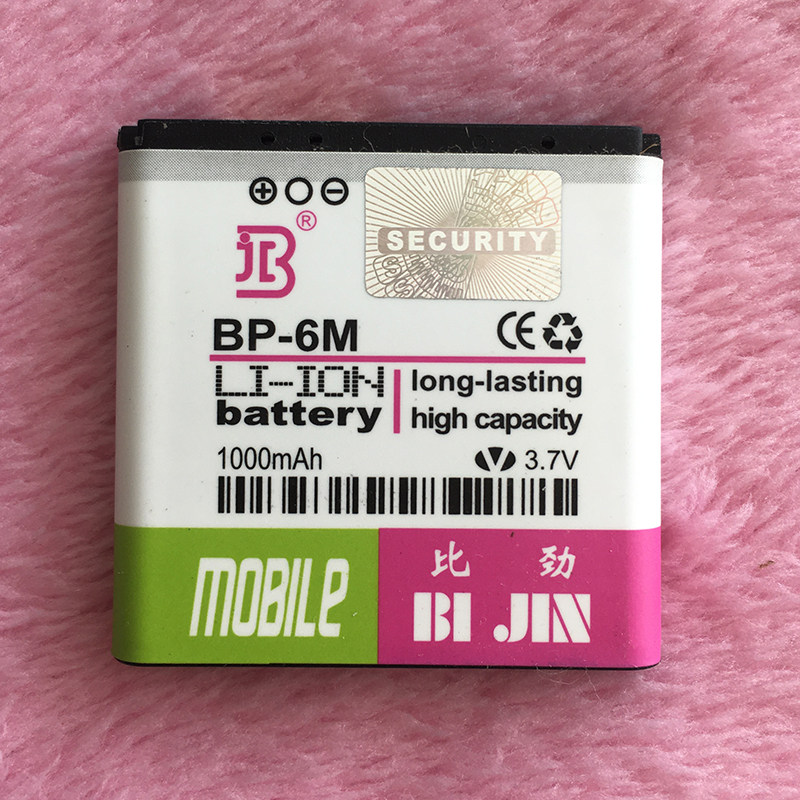 JB®
SECURITY
BP-6M
CE
LI-ION
battery
long-lasting
high capacity
1000mAh
V 3.7V
MOBILE
比 劲
BI JIN